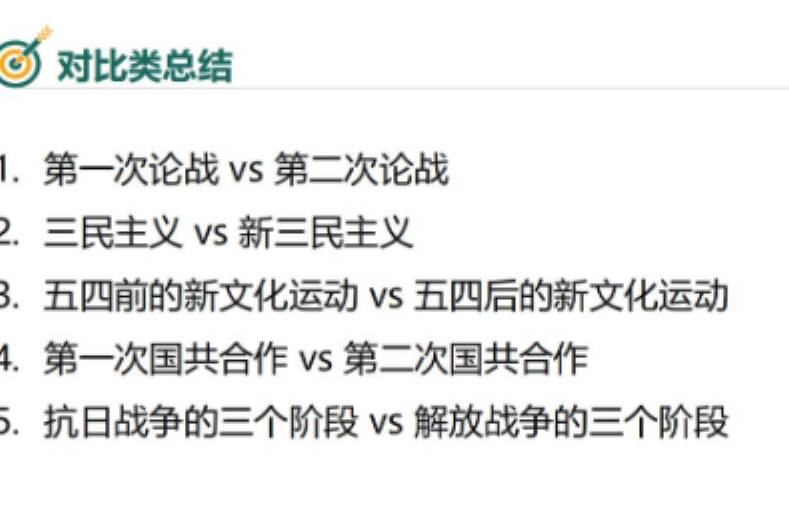 对比类总结
1. 第一次论战 vs 第二次论战
2. 三民主义 vs 新三民主义
3. 五四前的新文化运动 vs 五四后的新文化运动
4. 第一次国共合作 vs 第二次国共合作
5. 抗日战争的三个阶段 vs 解放战争的三个阶段